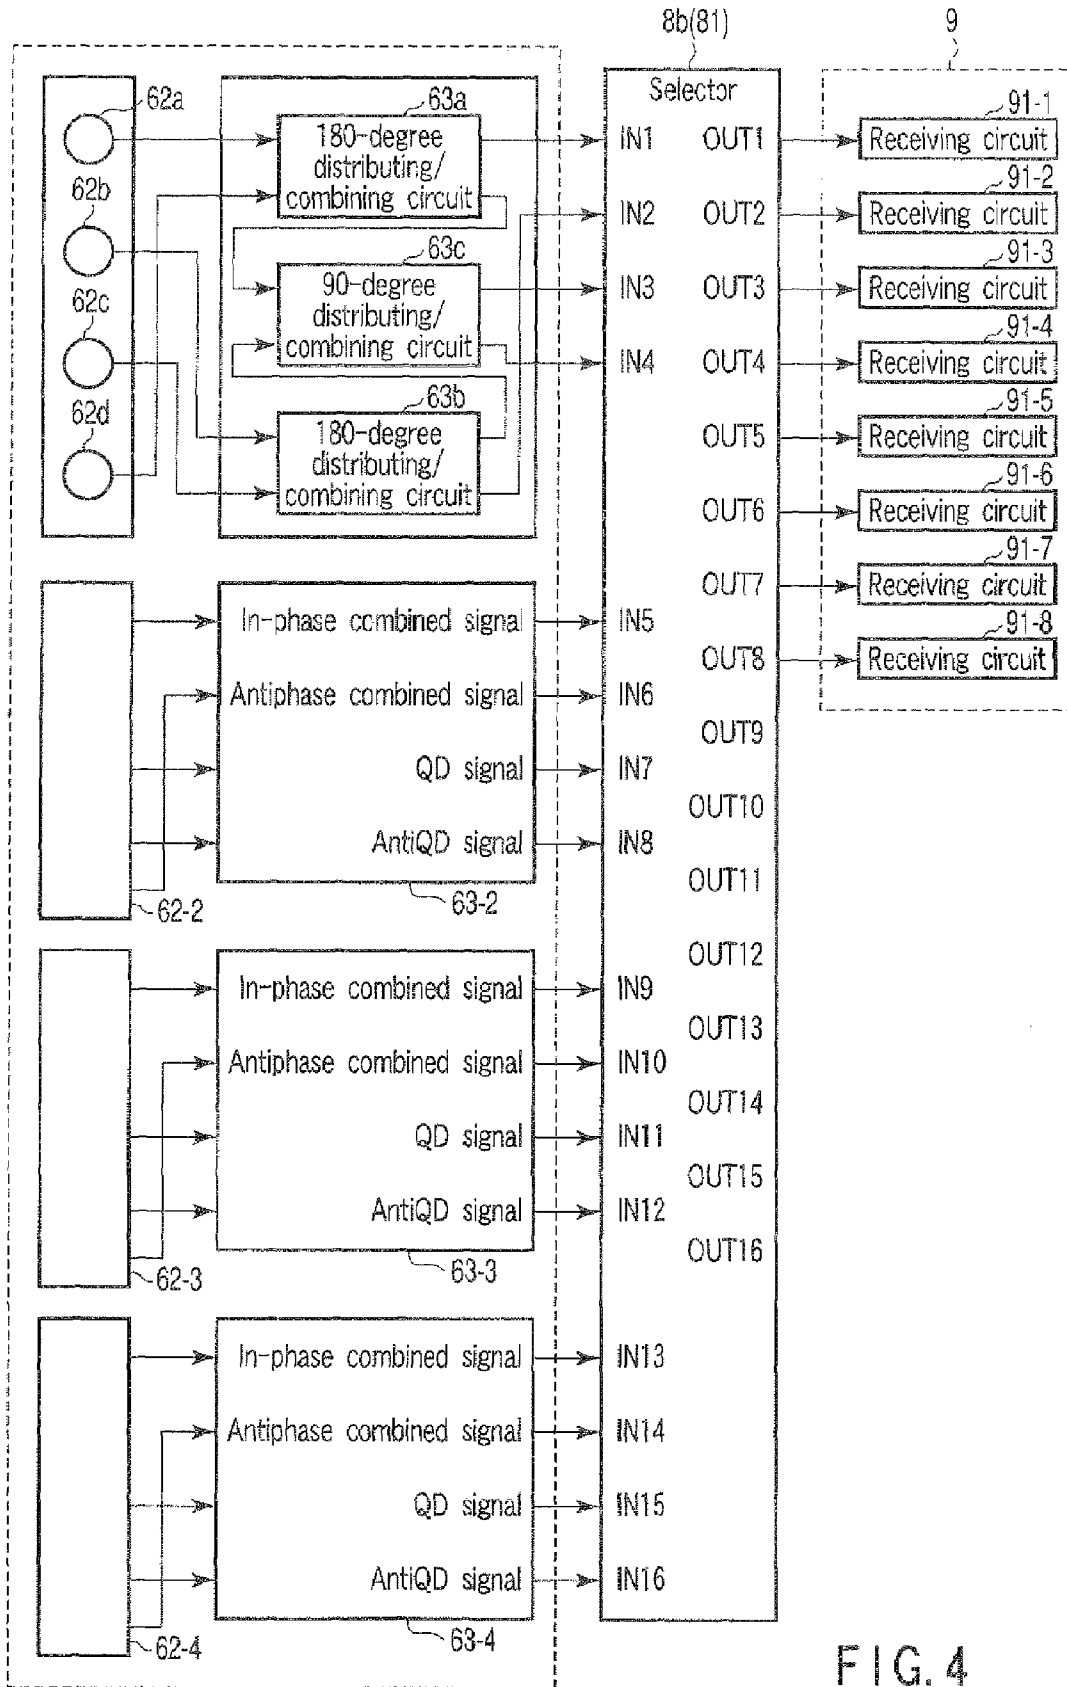 8b(81)
9
62a
62b
62c
62d
63a
180-degree
distributing/
combining circuit
63c
90-degree
distributing/
combining circuit
63b
180-degree
distributing/
combining circuit
Selector
IN1 OUT1
IN2 OUT2
IN3 OUT3
IN4 OUT4
OUT5
OUT6
OUT7
OUT8
OUT9
OUT10
OUT11
OUT12
OUT13
OUT14
OUT15
OUT16
91-1
Receiving circuit
91-2
Receiving circuit
91-3
Receiving circuit
91-4
Receiving circuit
91-5
Receiving circuit
91-6
Receiving circuit
91-7
Receiving circuit
91-8
Receiving circuit
In-phase combined signal IN5
Antiphase combined signal IN6
QD signal IN7
AntiQD signal IN8
62-2
63-2
In-phase combined signal IN9
Antiphase combined signal IN10
QD signal IN11
AntiQD signal IN12
62-3
63-3
In-phase combined signal IN13
Antiphase combined signal IN14
QD signal IN15
AntiQD signal IN16
62-4
63-4
FIG. 4